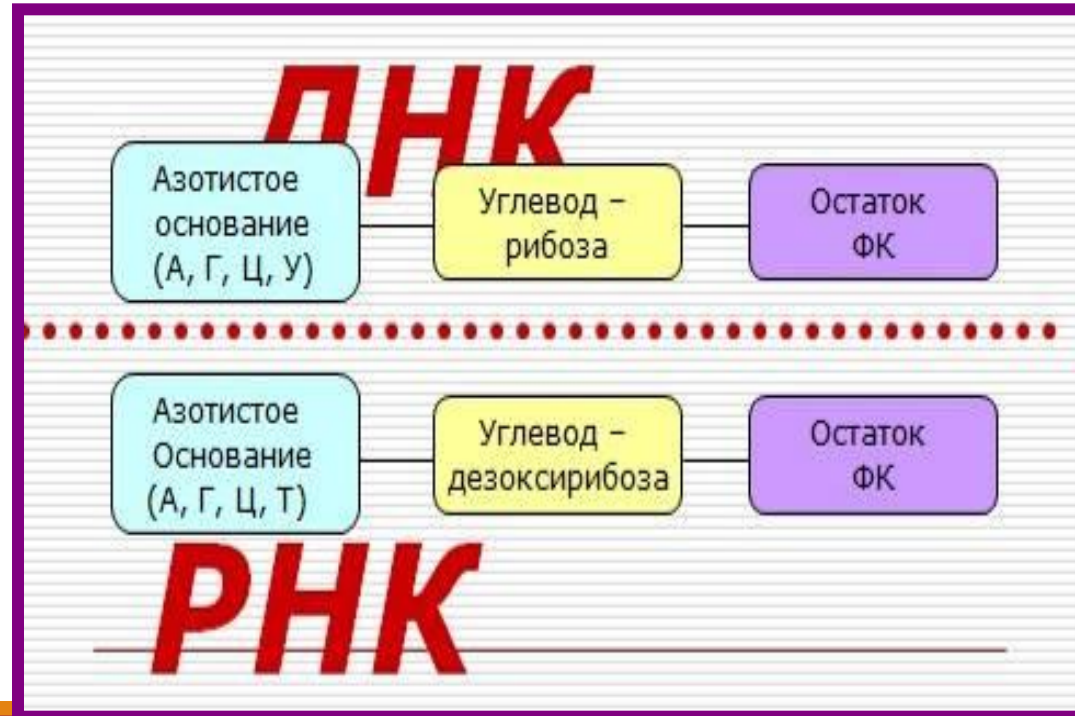 ДНК
Азотистое
основание
(А, Г, Ц, У)
Углевод –
рибоза
Остаток
ФК
Азотистое
Основание
(А, Г, Ц, Т)
Углевод –
дезоксирибоза
Остаток
ФК
РНК